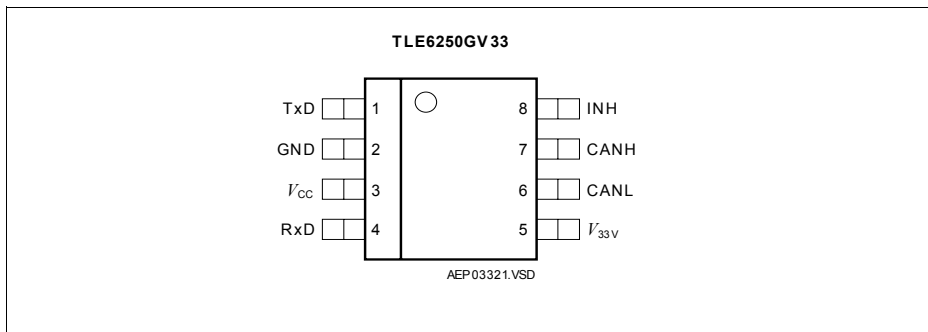 TLE6250GV33
TxD 1 8 INH
GND 2 7 CANH
VCC 3 6 CANL
RxD 4 5 V33V
AEP03321.VSD